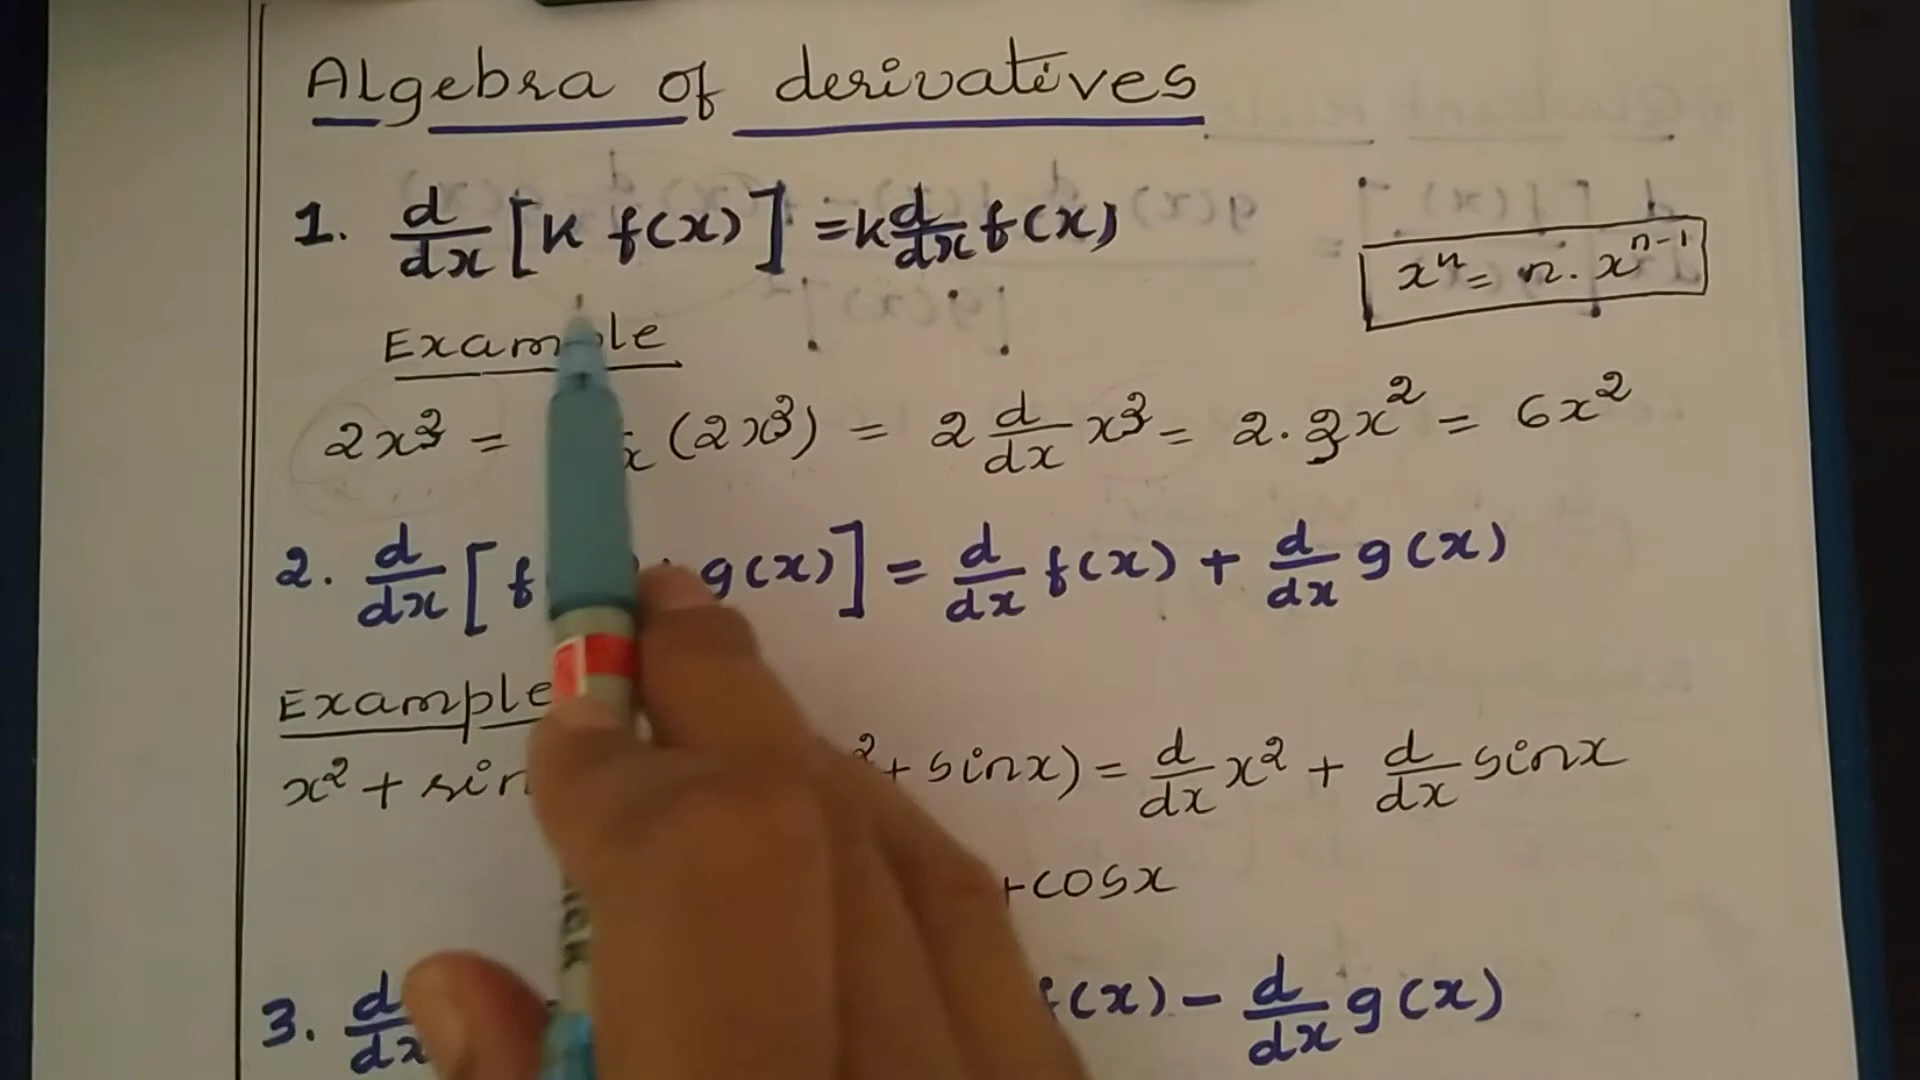 Algebra of derivatives
1. d/dx [K f(x)] = K d/dx f(x)
xⁿ = n · xⁿ⁻¹
Example
2x³ = x (2x³) = 2 d/dx x³ = 2·3x² = 6x²
2. d/dx [f g(x)] = d/dx f(x) + d/dx g(x)
Example
x² + sin ² + sinx) = d/dx x² + d/dx sinx
+cosx
3. d/dx f(x) - d/dx g(x)